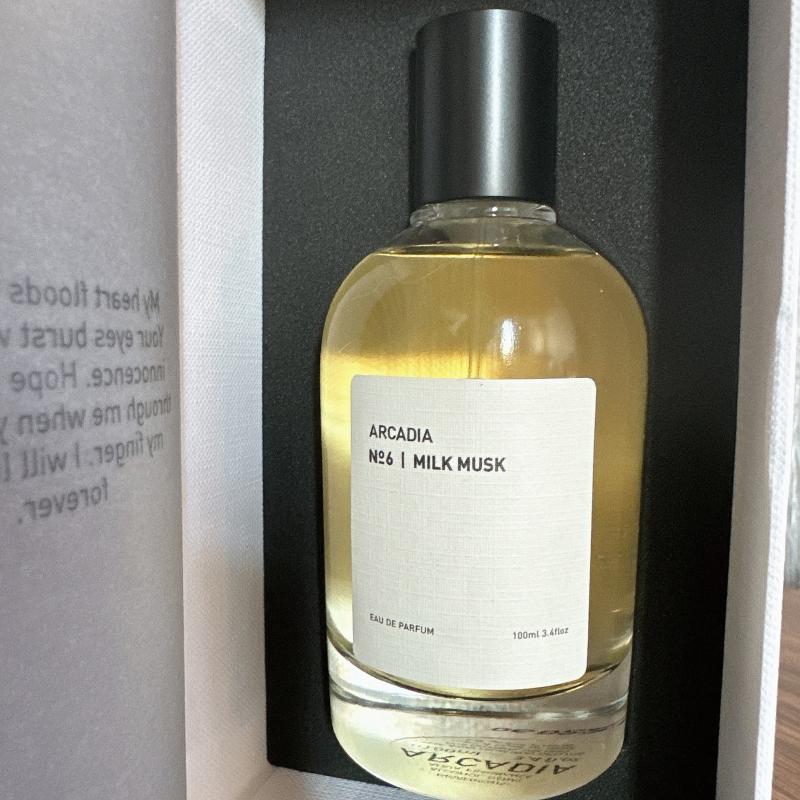 My heart floods
Your eyes burst
innocence. Hope
through me when
my finger. I will
forever.
ARCADIA
Nº6 | MILK MUSK
EAU DE PARFUM
100ml 3.4floz
ARCADIA